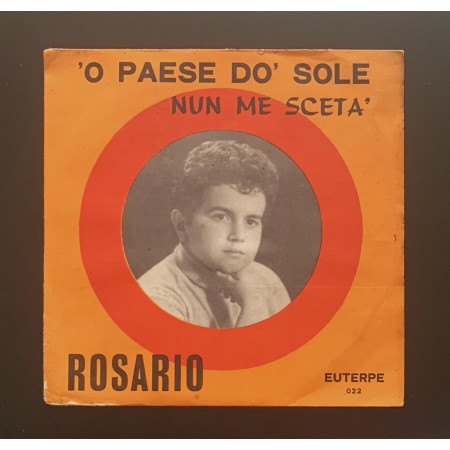 'O PAESE DO' SOLE
NUN ME SCETA'
ROSARIO
EUTERPE
022